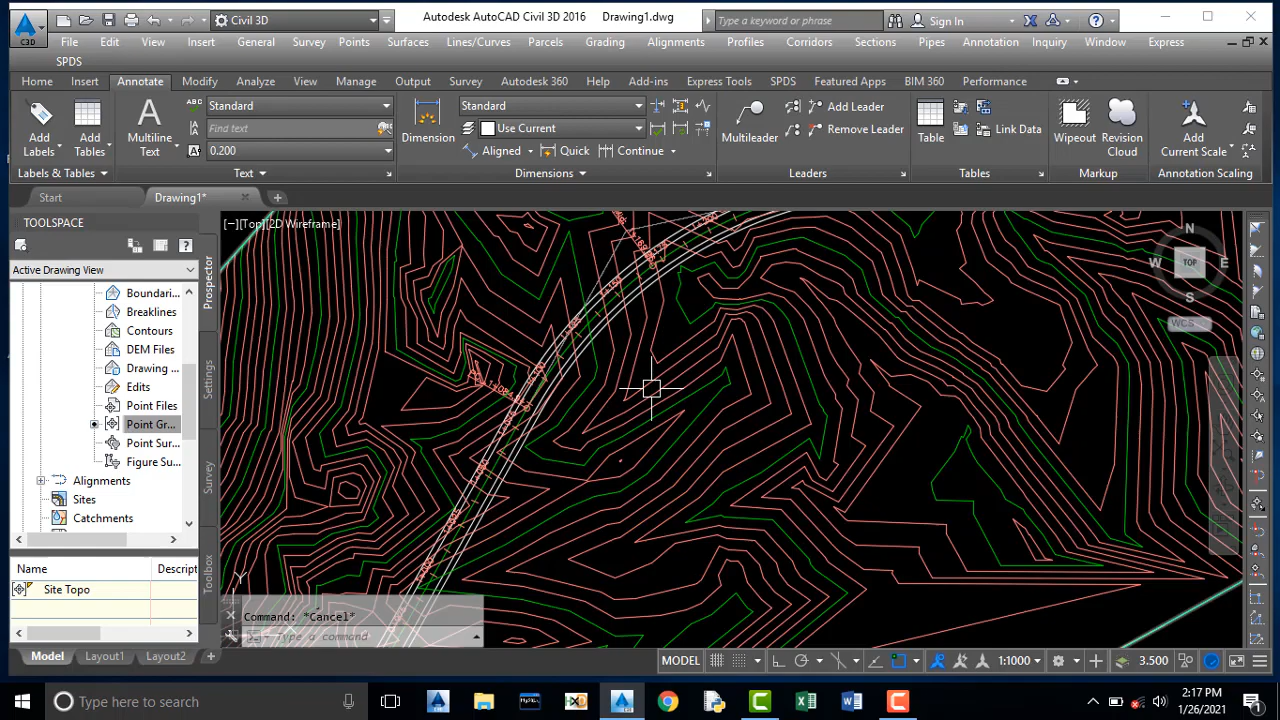 C3D
Civil 3D
Autodesk AutoCAD Civil 3D 2016 Drawing1.dwg
Type a keyword or phrase
Sign In
File Edit View Insert General Survey Points Surfaces Lines/Curves Parcels Grading Alignments Profiles Corridors Sections Pipes Annotation Inquiry Window Express
SPDS
Home Insert Annotate Modify Analyze View Manage Output Survey Autodesk 360 Help Add-ins Express Tools SPDS Featured Apps BIM 360 Performance
Add Labels
Add Tables
Labels & Tables
Multiline Text
ABC
Standard
Find text
0.200
Text
Dimension
Standard
Use Current
Aligned Quick Continue
Dimensions
Multileader
Add Leader
Remove Leader
Leaders
Table
Link Data
Tables
Wipeout
Revision Cloud
Markup
Add Current Scale
Annotation Scaling
Start Drawing1*
TOOLSPACE
Active Drawing View
Boundari...
Breaklines
Contours
DEM Files
Drawing ...
Edits
Point Files
Point Gr...
Point Sur...
Figure Su...
Alignments
Sites
Catchments
Name Descript
Site Topo
Prospector
Settings
Survey
Toolbox
[−][Top][2D Wireframe]
N
W TOP E
S
WCS
Y
Command: *Cancel*
Type a command
Model Layout1 Layout2 +
MODEL 1:1000 3.500
Type here to search
2:17 PM
1/26/2021